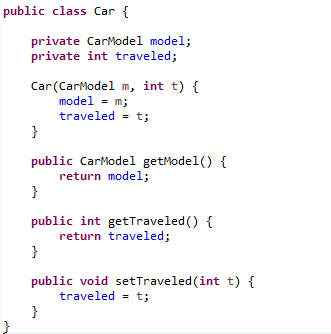 public class Car {
    private CarModel model;
    private int traveled;
    Car(CarModel m, int t) {
        model = m;
        traveled = t;
    }
    public CarModel getModel() {
        return model;
    }
    public int getTraveled() {
        return traveled;
    }
    public void setTraveled(int t) {
        traveled = t;
    }
}